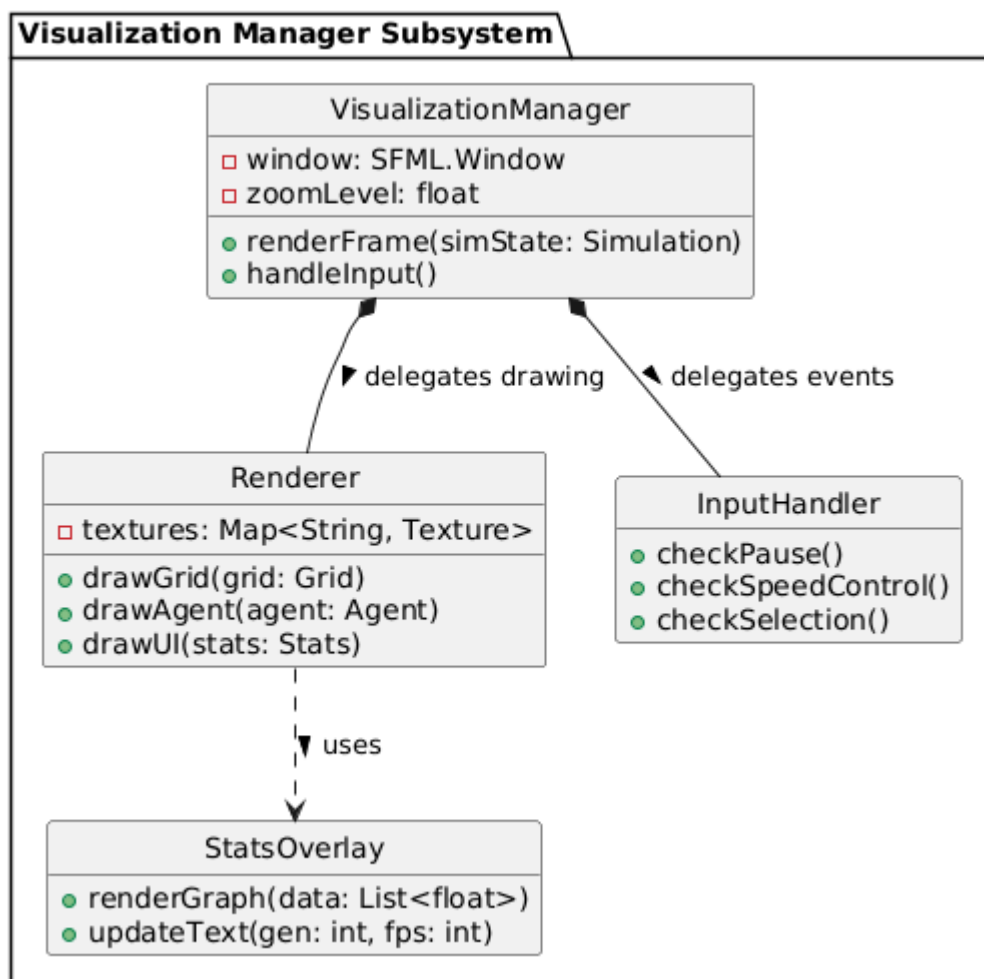 Visualization Manager Subsystem
VisualizationManager
window: SFML.Window
zoomLevel: float
renderFrame(simState: Simulation)
handleInput()
delegates drawing
delegates events
Renderer
textures: Map<String, Texture>
drawGrid(grid: Grid)
drawAgent(agent: Agent)
drawUI(stats: Stats)
InputHandler
checkPause()
checkSpeedControl()
checkSelection()
uses
StatsOverlay
renderGraph(data: List<float>)
updateText(gen: int, fps: int)